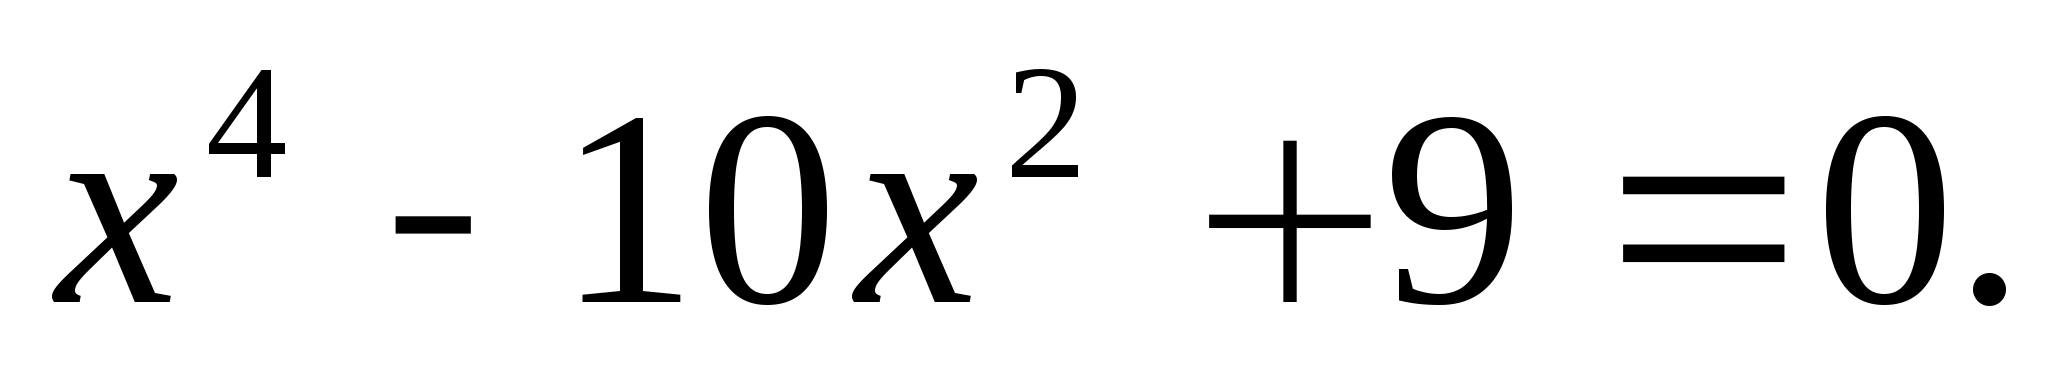 x⁴ - 10x² + 9 = 0.